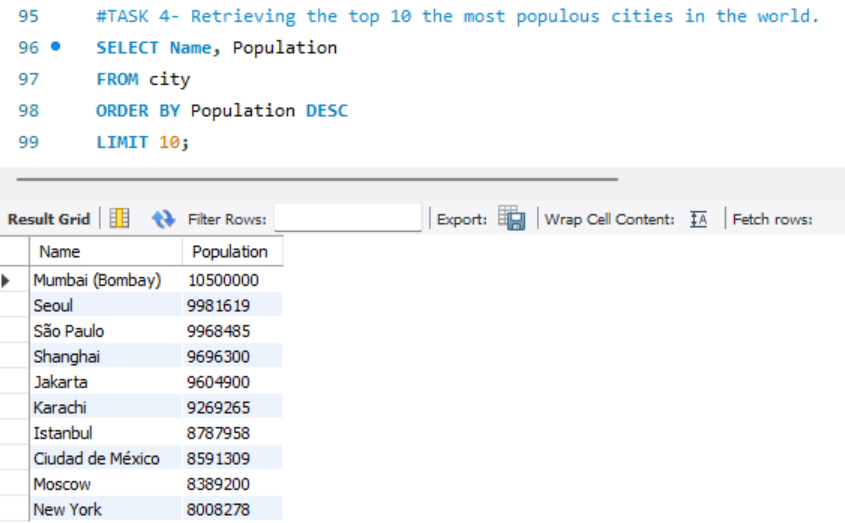 95 #TASK 4- Retrieving the top 10 the most populous cities in the world.
96 SELECT Name, Population
97 FROM city
98 ORDER BY Population DESC
99 LIMIT 10;
Result Grid Filter Rows: Export: Wrap Cell Content: IA Fetch rows:
Name Population
Mumbai (Bombay) 10500000
Seoul 9981619
São Paulo 9968485
Shanghai 9696300
Jakarta 9604900
Karachi 9269265
Istanbul 8787958
Ciudad de México 8591309
Moscow 8389200
New York 8008278